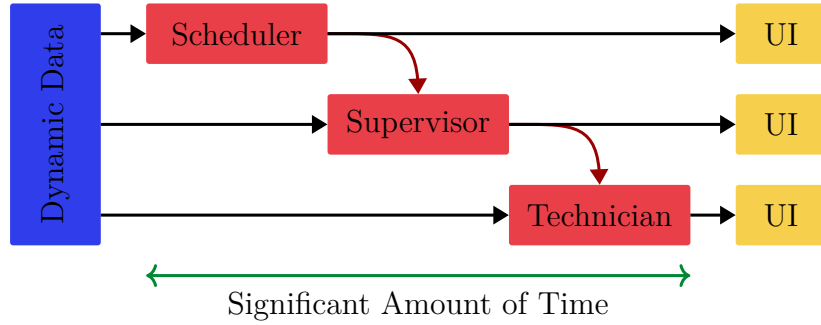 Dynamic Data
Scheduler
UI
Supervisor
UI
Technician
UI
Significant Amount of Time